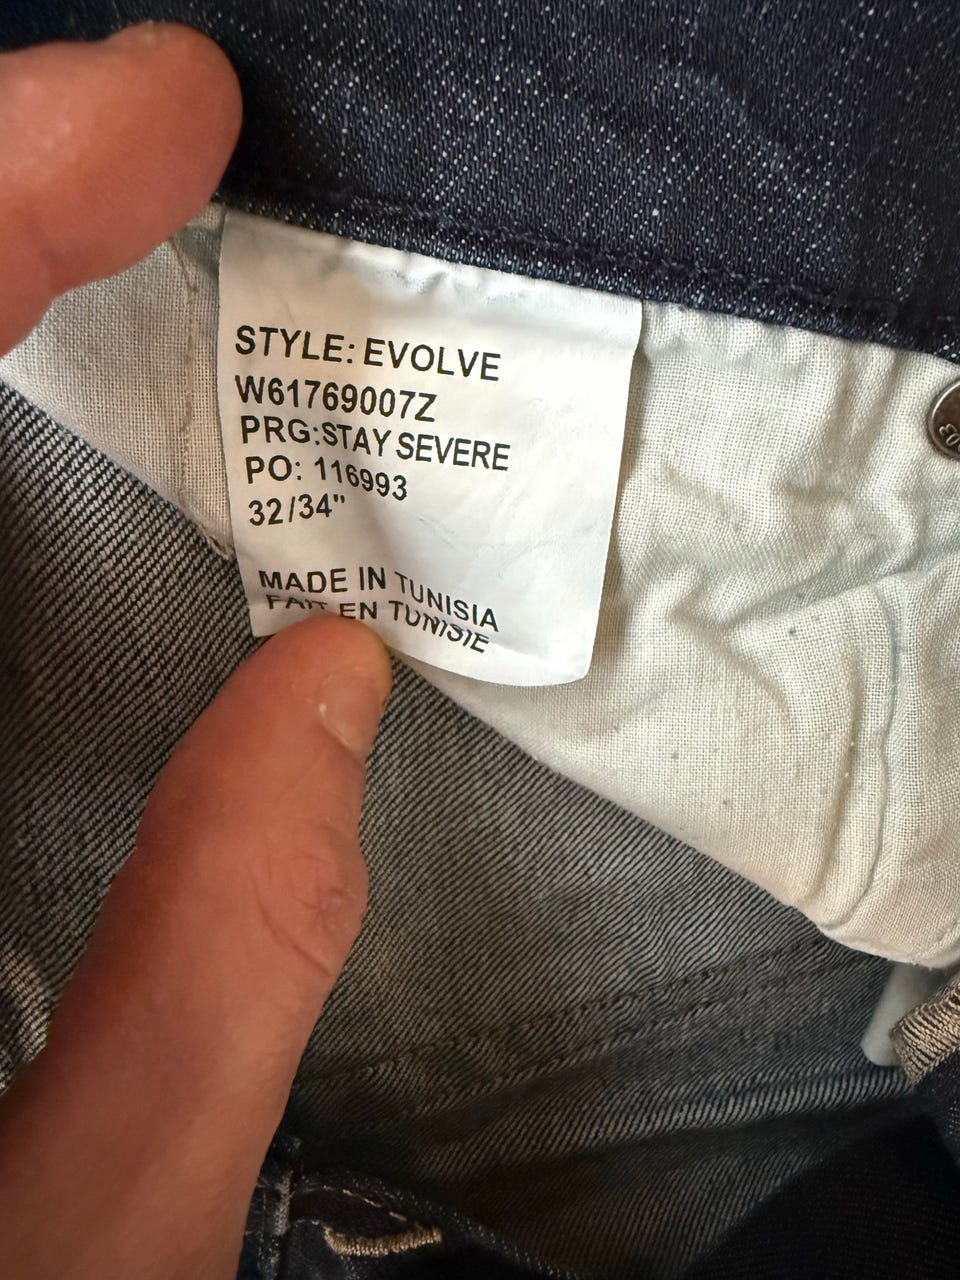 STYLE: EVOLVE
W61769007Z
PRG:STAY SEVERE
PO: 116993
32/34"
MADE IN TUNISIA
FAIT EN TUNISIE